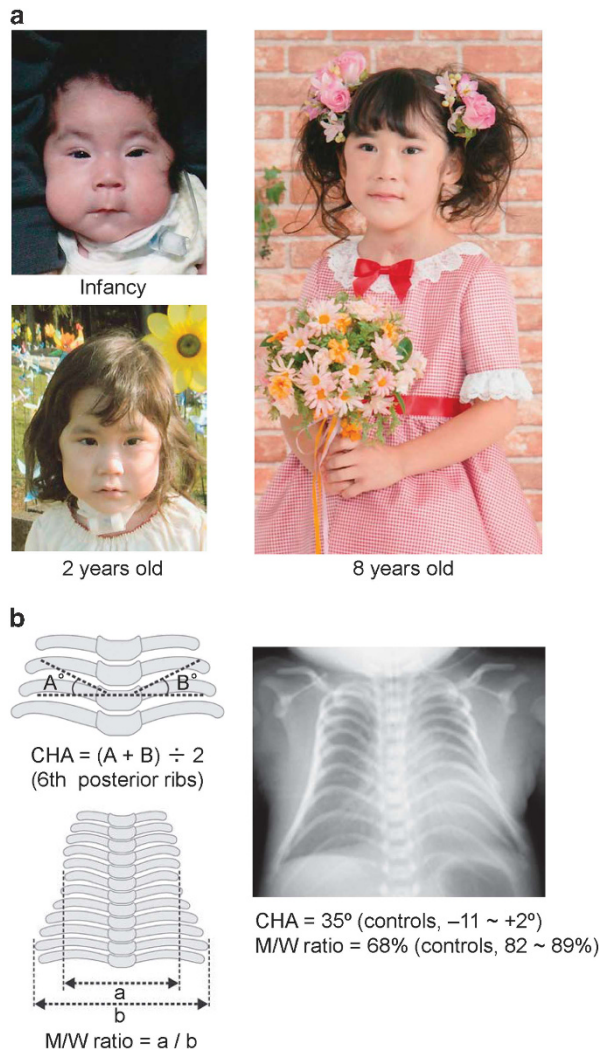 a
Infancy
2 years old
8 years old
b
A° B°
CHA = (A + B) ÷ 2
(6th posterior ribs)
a
b
M/W ratio = a / b
CHA = 35º (controls, –11 ~ +2º)
M/W ratio = 68% (controls, 82 ~ 89%)